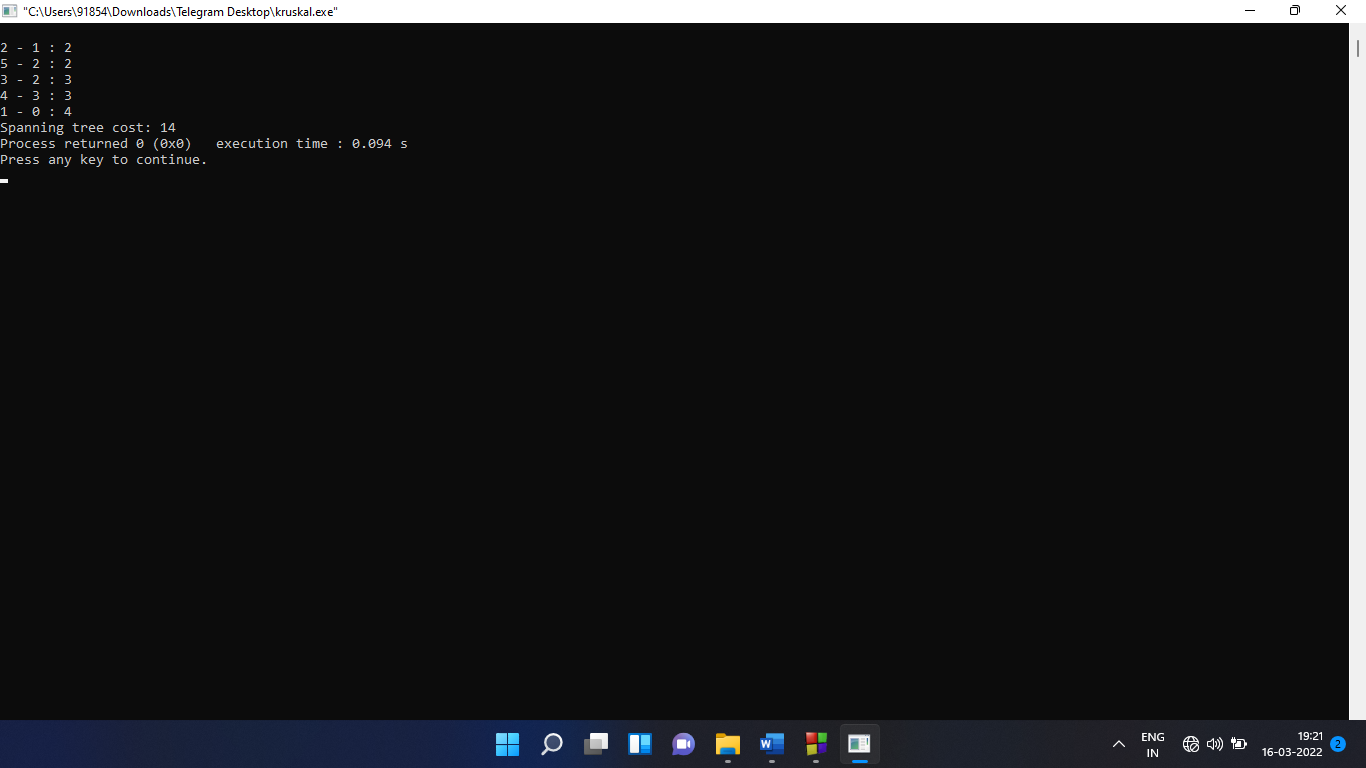 "C:\Users\91854\Downloads\Telegram Desktop\kruskal.exe"
2 - 1 : 2
5 - 2 : 2
3 - 2 : 3
4 - 3 : 3
1 - 0 : 4
Spanning tree cost: 14
Process returned 0 (0x0)   execution time : 0.094 s
Press any key to continue.
W
ENG
IN
19:21
16-03-2022
2